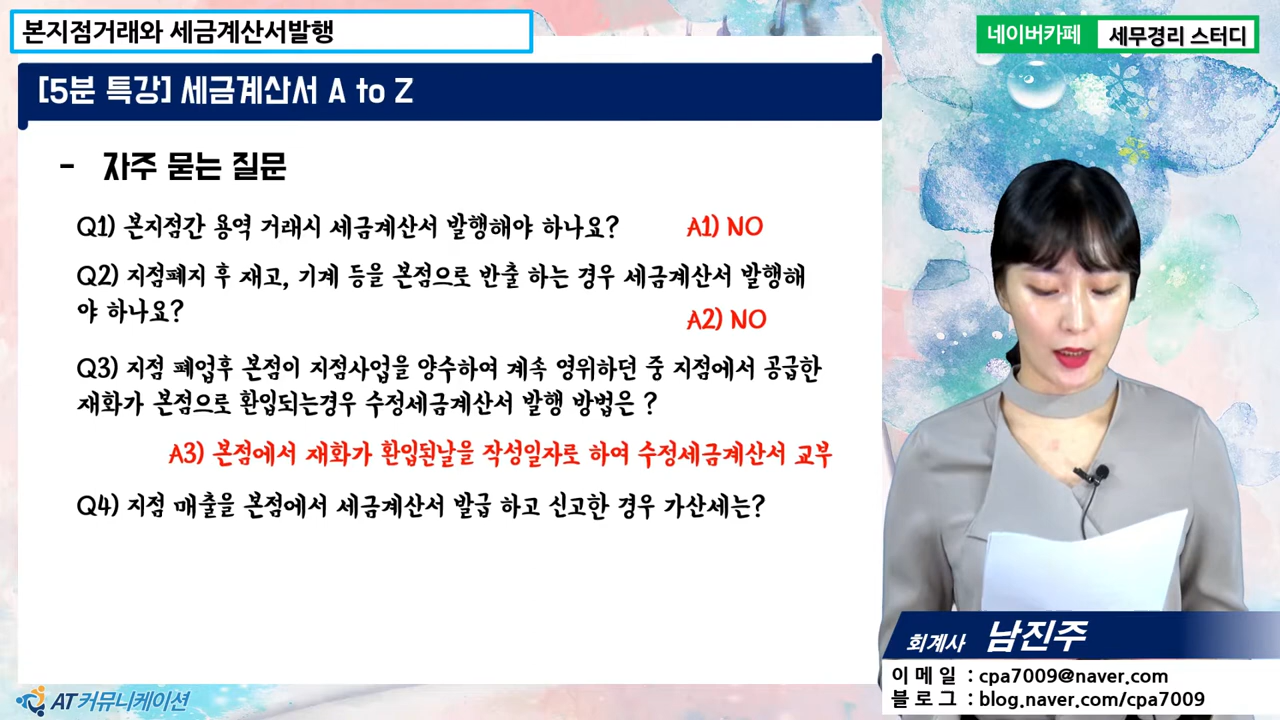 본지점거래와 세금계산서발행
네이버카페 세무경리 스터디
[5분 특강] 세금계산서 A to Z
- 자주 묻는 질문
Q1) 본지점간 용역 거래시 세금계산서 발행해야 하나요? A1) NO
Q2) 지점폐지 후 재고, 기계 등을 본점으로 반출 하는 경우 세금계산서 발행해
야 하나요? A2) NO
Q3) 지점 폐업후 본점이 지점사업을 양수하여 계속 영위하던 중 지점에서 공급한
재화가 본점으로 환입되는경우 수정세금계산서 발행 방법은 ?
A3) 본점에서 재화가 환입된날을 작성일자로 하여 수정세금계산서 교부
Q4) 지점 매출을 본점에서 세금계산서 발급 하고 신고한 경우 가산세는?
회계사 남진주
이 메 일 : cpa7009@naver.com
블 로 그 : blog.naver.com/cpa7009
AT커뮤니케이션